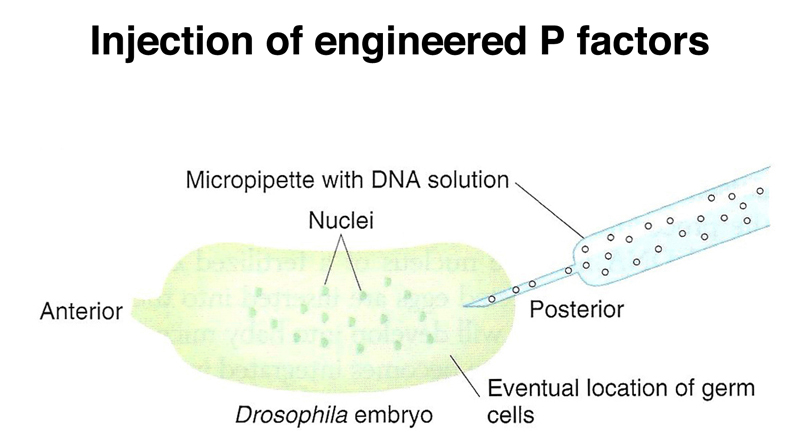 Injection of engineered P factors
Micropipette with DNA solution
Nuclei
Anterior
Posterior
Eventual location of germ
cells
Drosophila embryo